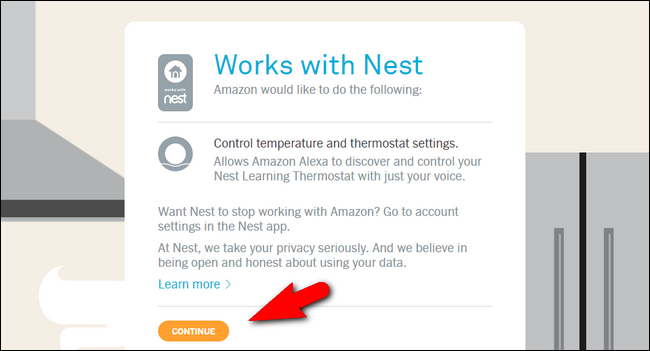 Works with Nest
Amazon would like to do the following:
works with
nest
Control temperature and thermostat settings.
Allows Amazon Alexa to discover and control your
Nest Learning Thermostat with just your voice.
Want Nest to stop working with Amazon? Go to account
settings in the Nest app.
At Nest, we take your privacy seriously. And we believe in
being open and honest about using your data.
Learn more >
CONTINUE